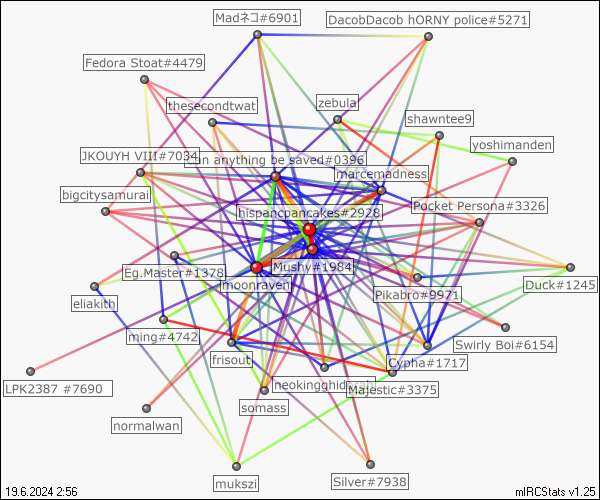 Madネコ#6901
DacobDacob hORNY police#5271
Fedora Stoat#4479
thesecondtwat
zebula
shawntee9
yoshimanden
JKOUYH VIII#7034
an anything be saved#0396
marcemadness
bigcitysamurai
hispancpancakes#2928
Pocket Persona#3326
Eg.Master#1378
Mushy#1984
moonraven
Pikabro#9971
Duck#1245
eliakith
ming#4742
frisout
Cypha#1717
Swirly Boi#6154
LPK2387 #7690
neokingghid
Majestic#3375
somass
normalwan
mukszi
Silver#7938
19.6.2024 2:56
mIRCStats v1.25